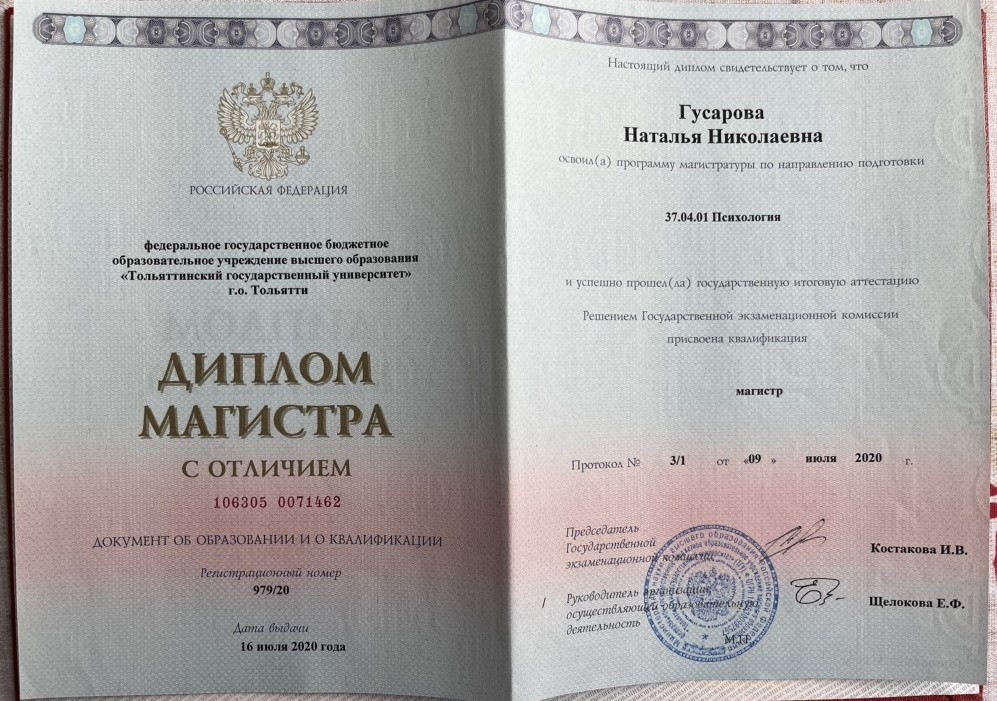 РОССИЙСКАЯ ФЕДЕРАЦИЯ
федеральное государственное бюджетное
образовательное учреждение высшего образования
«Тольяттинский государственный университет»
г.о. Тольятти
ДИПЛОМ
МАГИСТРА
С ОТЛИЧИЕМ
106305 0071462
ДОКУМЕНТ ОБ ОБРАЗОВАНИИ И О КВАЛИФИКАЦИИ
Регистрационный номер
979/20
Дата выдачи
16 июля 2020 года
Настоящий диплом свидетельствует о том, что
Гусарова
Наталья Николаевна
освоил(а) программу магистратуры по направлению подготовки
37.04.01 Психология
и успешно прошел(ла) государственную итоговую аттестацию
Решением Государственной экзаменационной комиссии
присвоена квалификация
магистр
Протокол № 3/1 от «09 » июля 2020 г.
Председатель
Государственной
экзаменационной комиссии
Костакова И.В.
/ Руководитель организации,
осуществляющей образовательную
деятельность
Щелокова Е.Ф.
М.П.